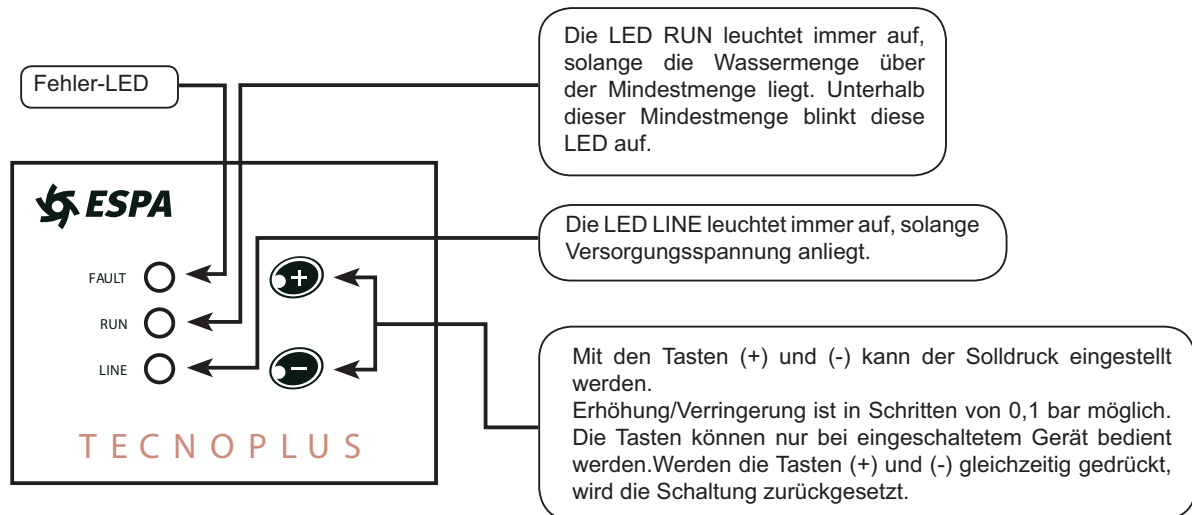 Die LED RUN leuchtet immer auf,
solange die Wassermenge über
der Mindestmenge liegt. Unterhalb
dieser Mindestmenge blinkt diese
LED auf.
Fehler-LED
ESPA
Die LED LINE leuchtet immer auf, solange
Versorgungsspannung anliegt.
FAULT
+
RUN
LINE
-
TECNOPLUS
Mit den Tasten (+) und (-) kann der Solldruck eingestellt
werden.
Erhöhung/Verringerung ist in Schritten von 0,1 bar möglich.
Die Tasten können nur bei eingeschaltetem Gerät bedient
werden.Werden die Tasten (+) und (-) gleichzeitig gedrückt,
wird die Schaltung zurückgesetzt.